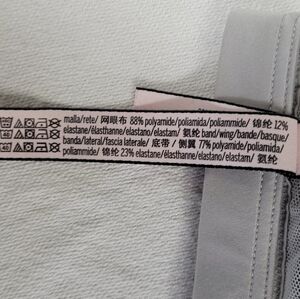 malla/rete/ 网眼布 88% polyamide/poliamida/poliammide/ 锦纶 12%
elastane/élasthanne/elastano/elastam/ 氨纶 band/wing/bande/basque/
banda/lateral/fascia laterale/ 底带 / 侧翼 77% polyamide/poliamida/
poliammide/ 锦纶 23% elastane/élasthanne/elastano/elastam/ 氨纶